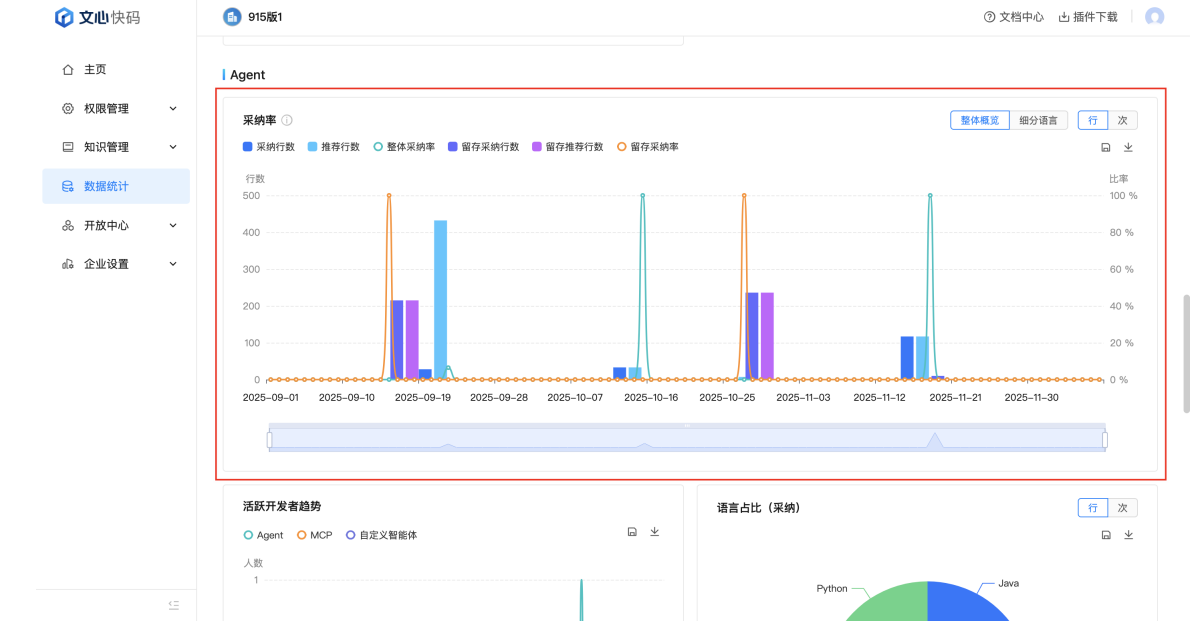 文心快码
915版1
文档中心
插件下载
主页
权限管理
知识管理
数据统计
开放中心
企业设置
Agent
采纳率
整体概览
细分语言
行
次
采纳行数
推荐行数
整体采纳率
留存采纳行数
留存推荐行数
留存采纳率
行数
比率
500
400
300
200
100
0
100 %
80 %
60 %
40 %
20 %
0 %
2025-09-01
2025-09-10
2025-09-19
2025-09-28
2025-10-07
2025-10-16
2025-10-25
2025-11-03
2025-11-12
2025-11-21
2025-11-30
活跃开发者趋势
Agent
MCP
自定义智能体
人数
1
语言占比（采纳）
行
次
Python
Java